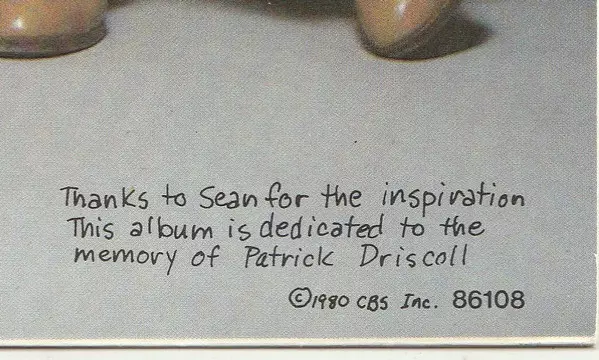 Thanks to Sean for the inspiration
This album is dedicated to the
memory of Patrick Driscoll
©1980 CBS Inc. 86108